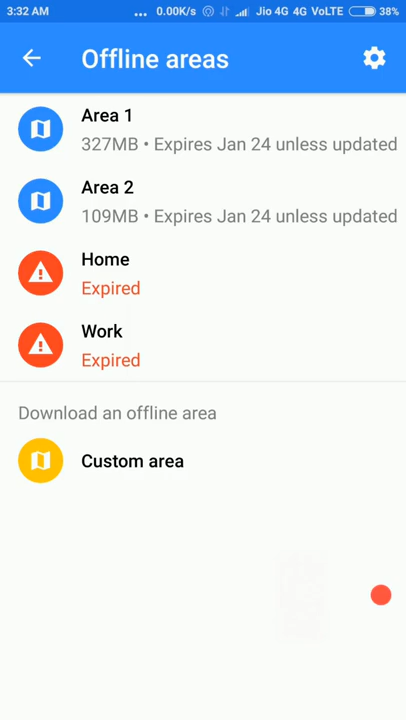 3:32 AM ... 0.00K/s Jio 4G 4G VoLTE 38%
Offline areas
Area 1
327MB • Expires Jan 24 unless updated
Area 2
109MB • Expires Jan 24 unless updated
Home
Expired
Work
Expired
Download an offline area
Custom area